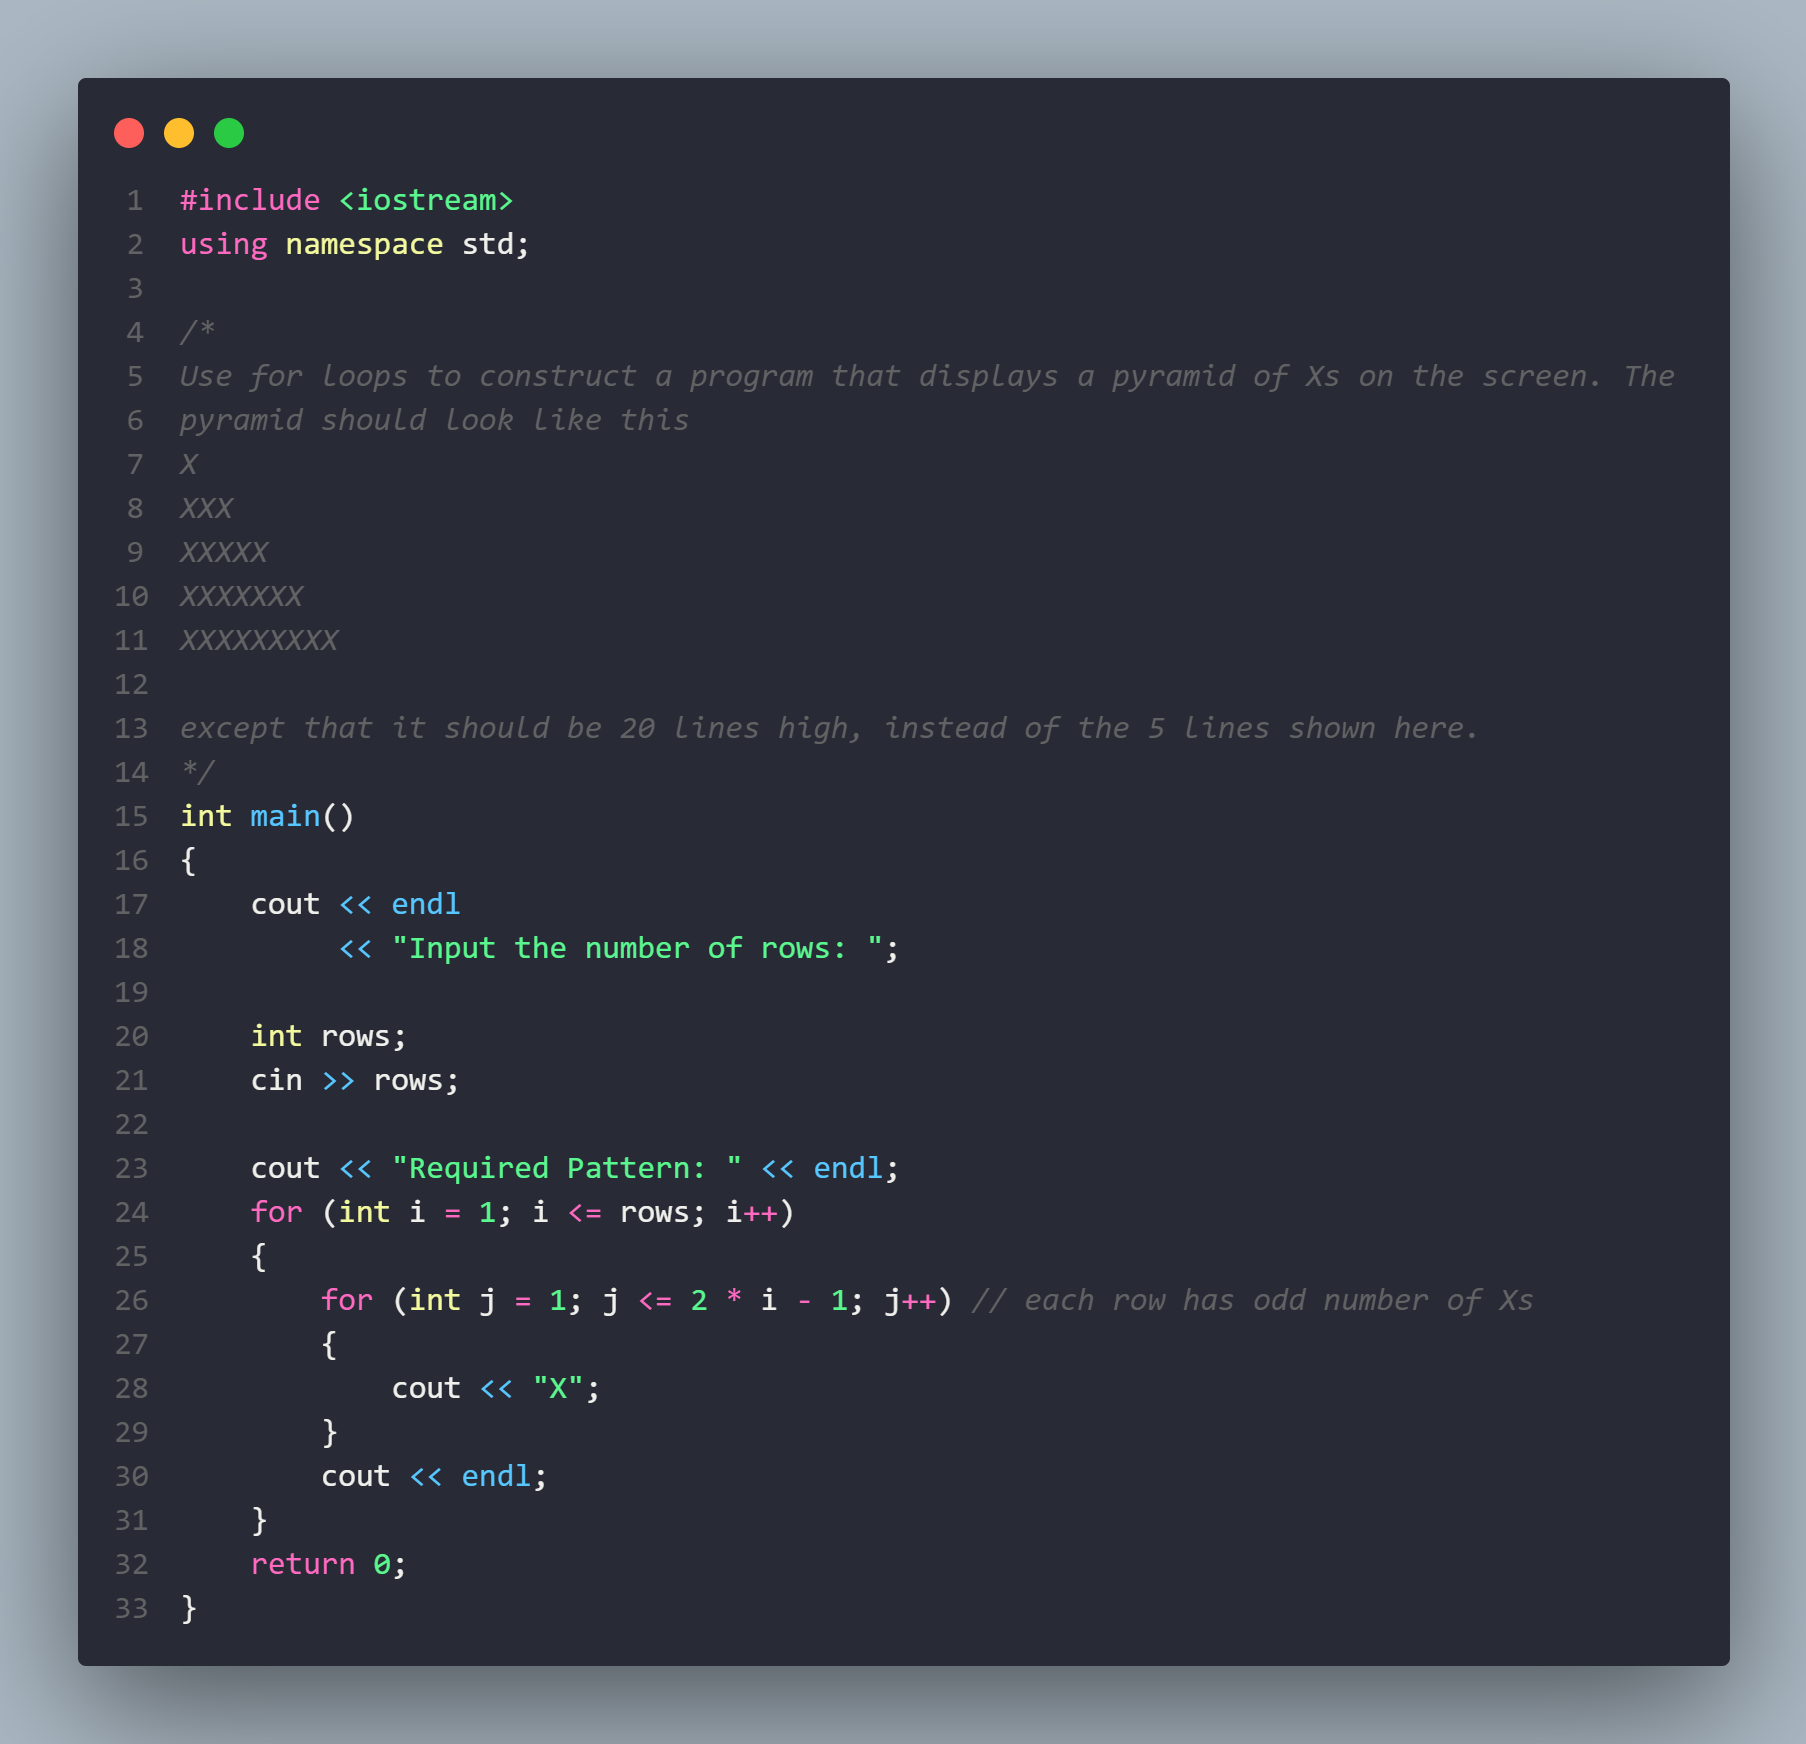 1 #include <iostream>
2 using namespace std;
3
4 /*
5 Use for loops to construct a program that displays a pyramid of Xs on the screen. The
6 pyramid should look like this
7 X
8 XXX
9 XXXXX
10 XXXXXXX
11 XXXXXXXXX
12
13 except that it should be 20 lines high, instead of the 5 lines shown here.
14 */
15 int main()
16 {
17     cout << endl
18          << "Input the number of rows: ";
19
20     int rows;
21     cin >> rows;
22
23     cout << "Required Pattern: " << endl;
24     for (int i = 1; i <= rows; i++)
25     {
26         for (int j = 1; j <= 2 * i - 1; j++) // each row has odd number of Xs
27         {
28             cout << "X";
29         }
30         cout << endl;
31     }
32     return 0;
33 }